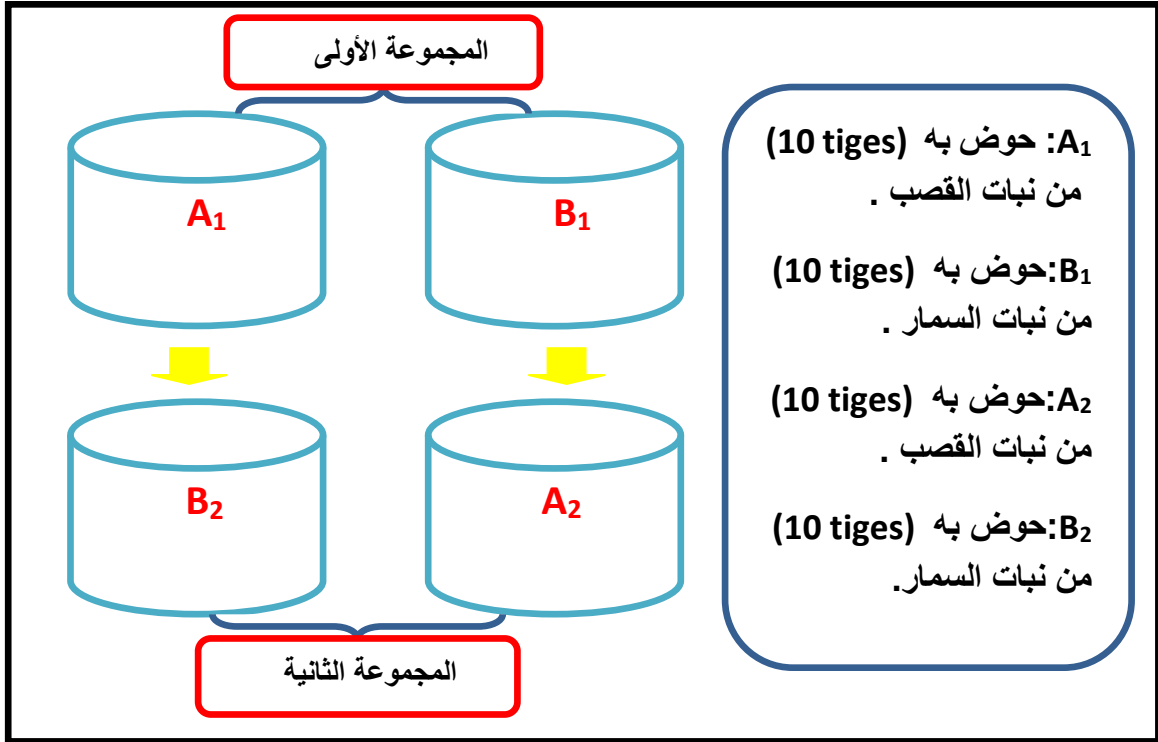 المجموعة الأولى
A₁
B₁
B₂
A₂
المجموعة الثانية
A₁: حوض به (10 tiges)
من نبات القصب .
B₁:حوض به (10 tiges)
من نبات السمار .
A₂:حوض به (10 tiges)
من نبات القصب .
B₂:حوض به (10 tiges)
من نبات السمار.